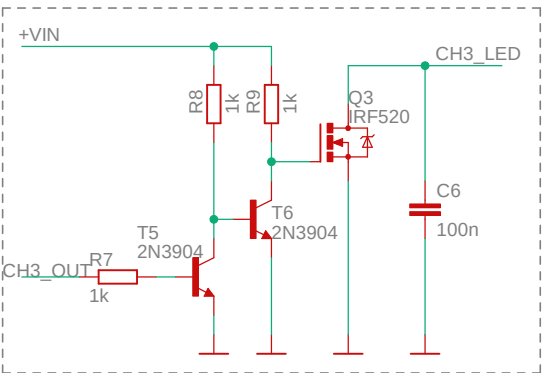 +VIN
CH3_LED
R8
1k
R9
1k
Q3
IRF520
C6
100n
T6
2N3904
T5
2N3904
CH3_OUT
R7
1k